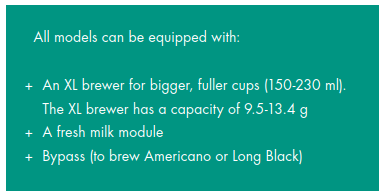 All models can be equipped with:
+ An XL brewer for bigger, fuller cups (150-230 ml).
The XL brewer has a capacity of 9.5-13.4 g
+ A fresh milk module
+ Bypass (to brew Americano or Long Black)